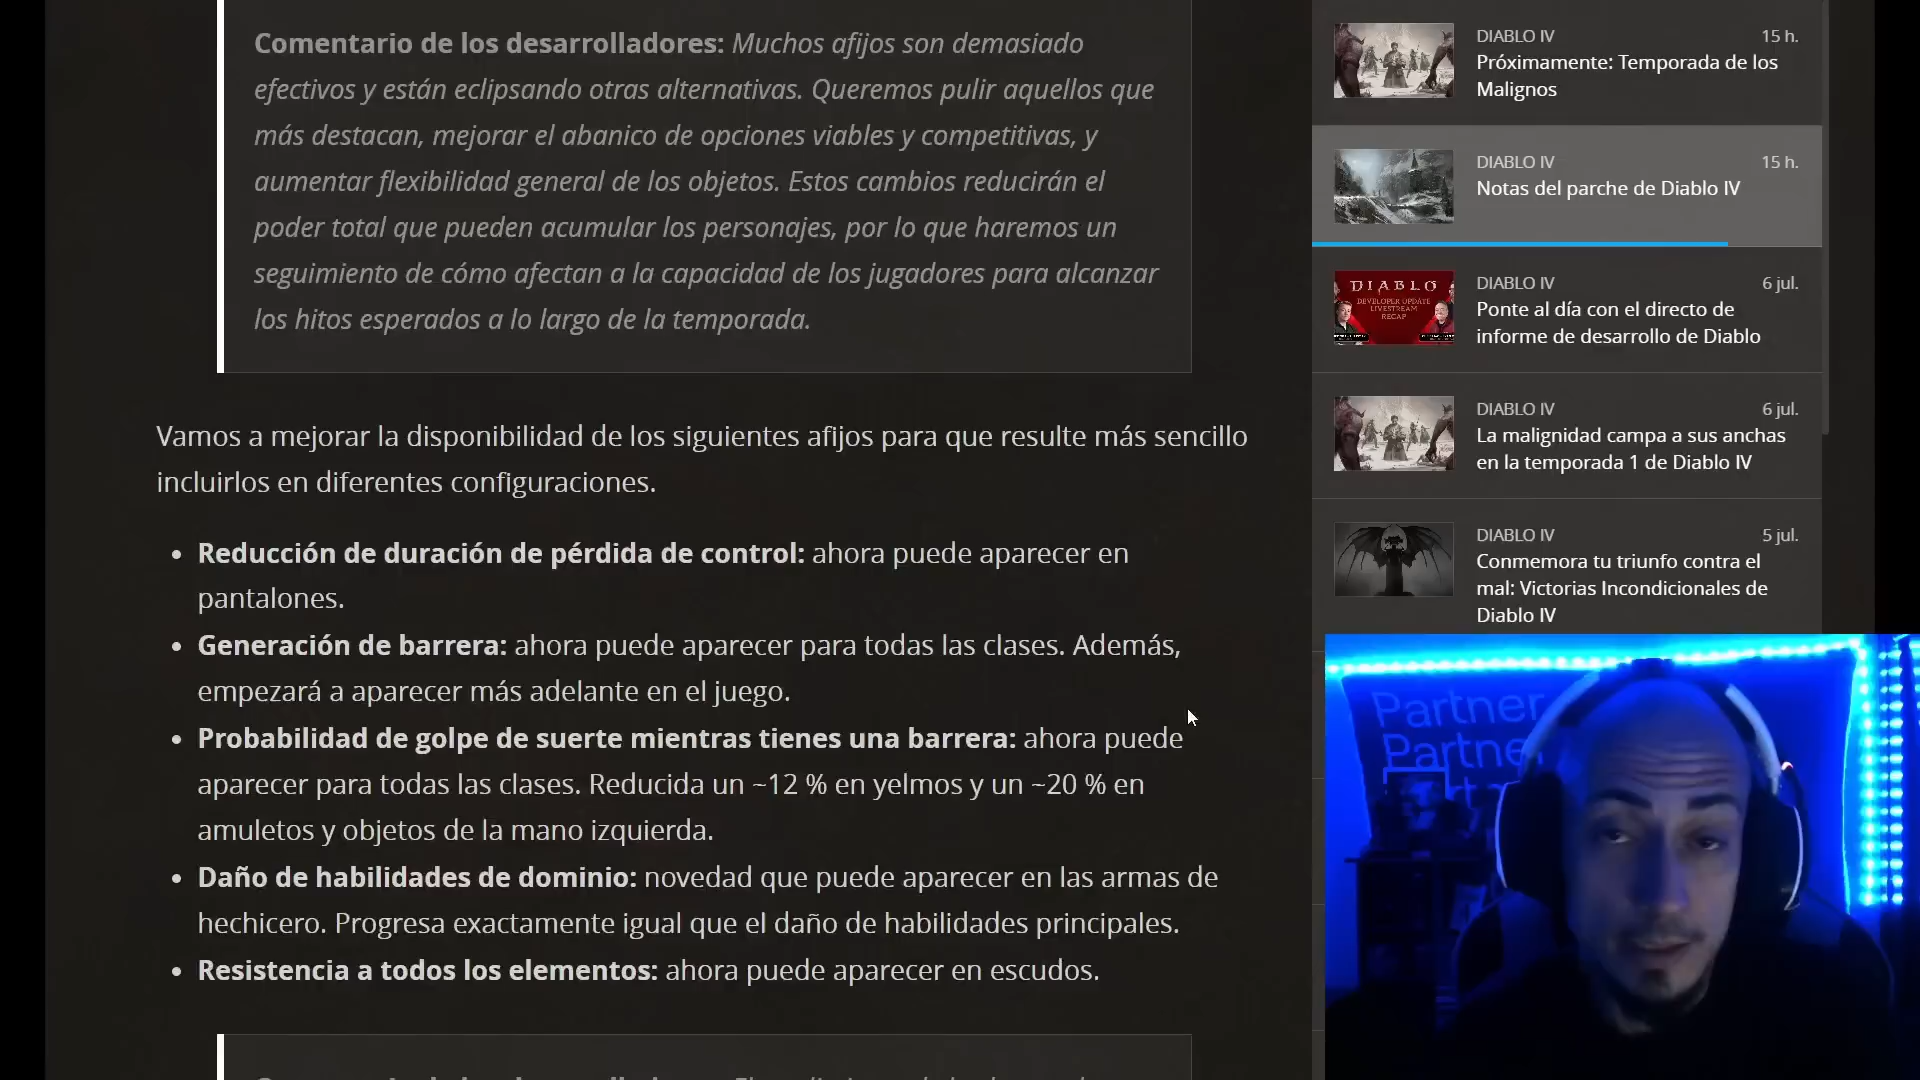 Comentario de los desarrolladores: Muchos afijos son demasiado
efectivos y están eclipsando otras alternativas. Queremos pulir aquellos que
más destacan, mejorar el abanico de opciones viables y competitivas, y
aumentar flexibilidad general de los objetos. Estos cambios reducirán el
poder total que pueden acumular los personajes, por lo que haremos un
seguimiento de cómo afectan a la capacidad de los jugadores para alcanzar
los hitos esperados a lo largo de la temporada.
Vamos a mejorar la disponibilidad de los siguientes afijos para que resulte más sencillo
incluirlos en diferentes configuraciones.
• Reducción de duración de pérdida de control: ahora puede aparecer en
pantalones.
• Generación de barrera: ahora puede aparecer para todas las clases. Además,
empezará a aparecer más adelante en el juego.
• Probabilidad de golpe de suerte mientras tienes una barrera: ahora puede
aparecer para todas las clases. Reducida un ~12 % en yelmos y un ~20 % en
amuletos y objetos de la mano izquierda.
• Daño de habilidades de dominio: novedad que puede aparecer en las armas de
hechicero. Progresa exactamente igual que el daño de habilidades principales.
• Resistencia a todos los elementos: ahora puede aparecer en escudos.
DIABLO IV 15 h.
Próximamente: Temporada de los
Malignos
DIABLO IV 15 h.
Notas del parche de Diablo IV
DIABLO
DEVELOPER UPDATE
LIVESTREAM
RECAP
DIABLO IV 6 jul.
Ponte al día con el directo de
informe de desarrollo de Diablo
DIABLO IV 6 jul.
La malignidad campa a sus anchas
en la temporada 1 de Diablo IV
DIABLO IV 5 jul.
Conmemora tu triunfo contra el
mal: Victorias Incondicionales de
Diablo IV
Partner
Partner